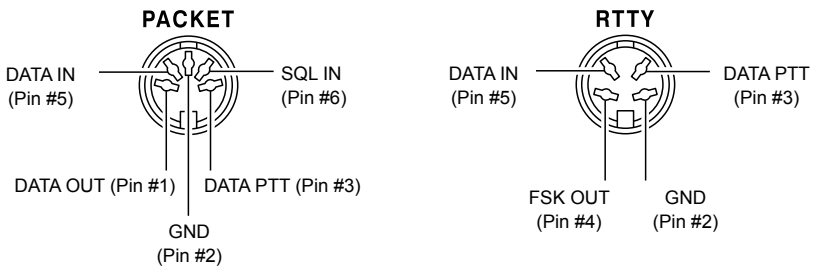 PACKET
DATA IN
(Pin #5)
SQL IN
(Pin #6)
DATA OUT (Pin #1)
DATA PTT (Pin #3)
GND
(Pin #2)
RTTY
DATA IN
(Pin #5)
DATA PTT
(Pin #3)
FSK OUT
(Pin #4)
GND
(Pin #2)